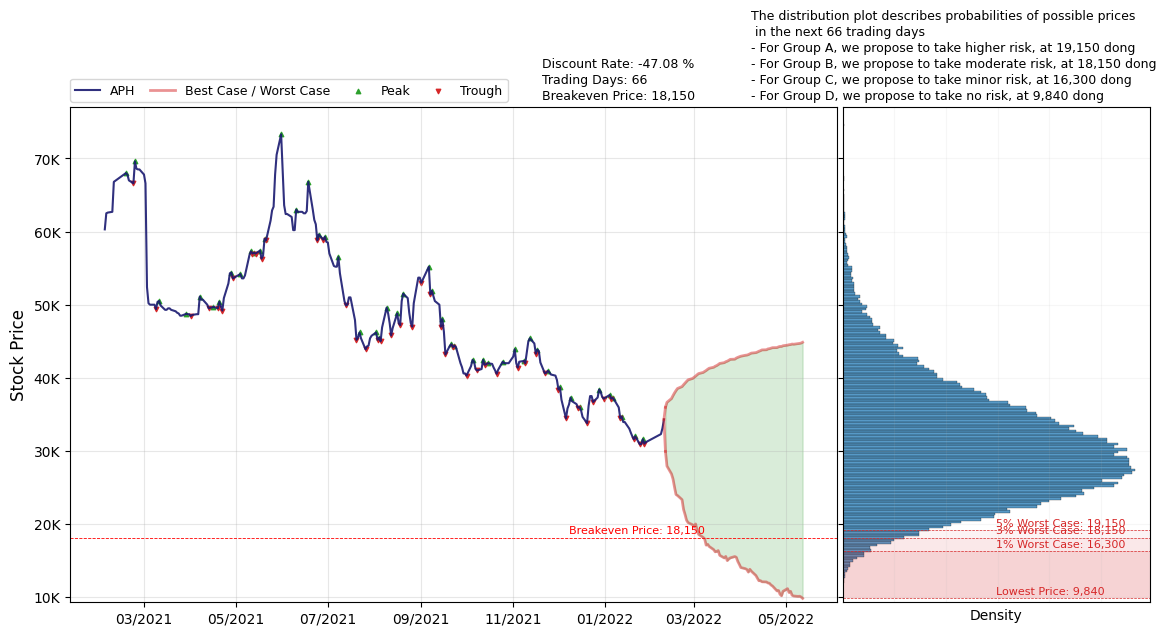 The distribution plot describes probabilities of possible prices
in the next 66 trading days
- For Group A, we propose to take higher risk, at 19,150 dong
- For Group B, we propose to take moderate risk, at 18,150 dong
- For Group C, we propose to take minor risk, at 16,300 dong
- For Group D, we propose to take no risk, at 9,840 dong
Discount Rate: -47.08 %
Trading Days: 66
Breakeven Price: 18,150
APH
Best Case / Worst Case
Peak
Trough
Stock Price
70K
60K
50K
40K
30K
20K
10K
Breakeven Price: 18,150
5% Worst Case: 19,150
3% Worst Case: 18,150
1% Worst Case: 16,300
Lowest Price: 9,840
03/2021
05/2021
07/2021
09/2021
11/2021
01/2022
03/2022
05/2022
Density